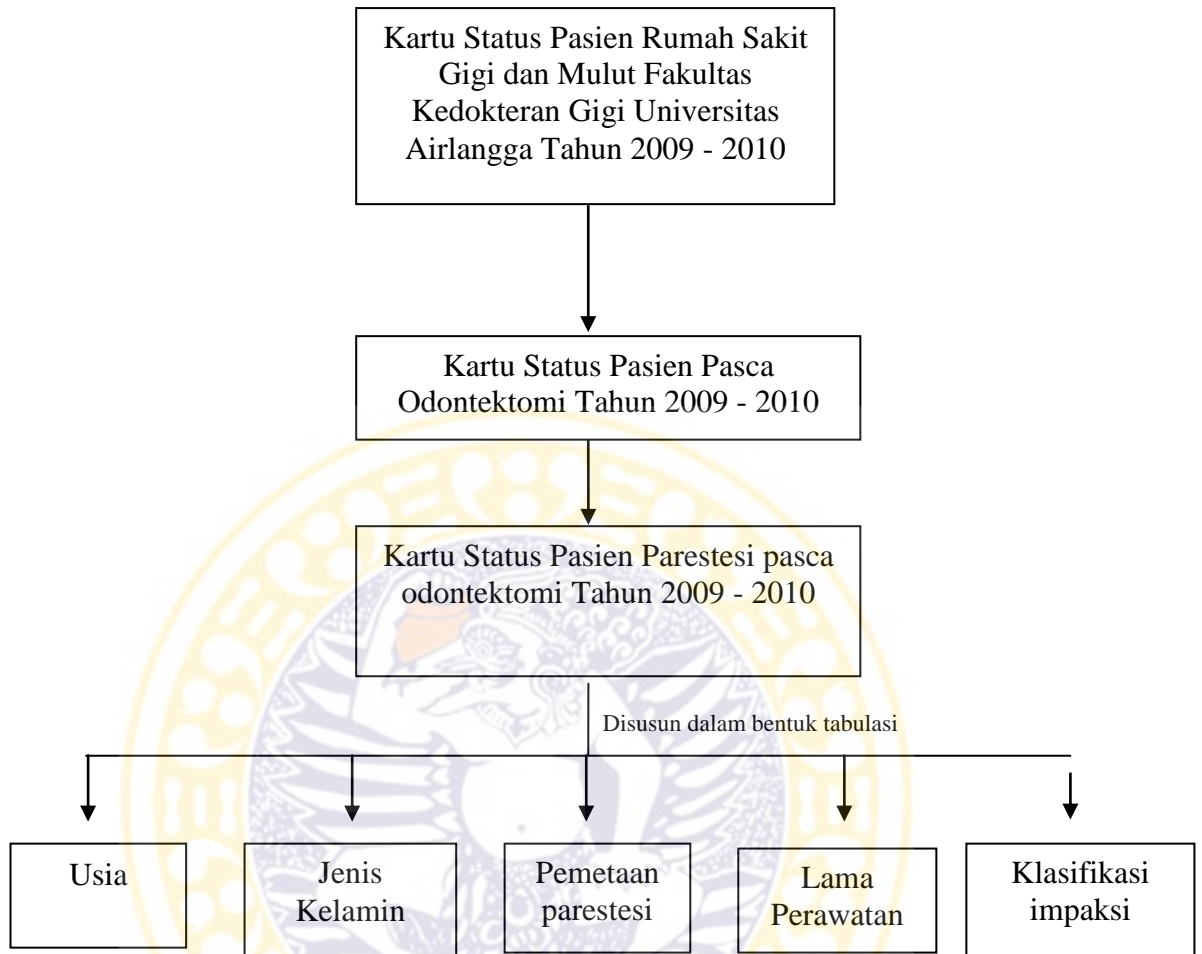 Kartu Status Pasien Rumah Sakit
Gigi dan Mulut Fakultas
Kedokteran Gigi Universitas
Airlangga Tahun 2009 - 2010
Kartu Status Pasien Pasca
Odontektomi Tahun 2009 - 2010
Kartu Status Pasien Parestesi pasca
odontektomi Tahun 2009 - 2010
Disusun dalam bentuk tabulasi
Usia
Jenis
Kelamin
Pemetaan
parestesi
Lama
Perawatan
Klasifikasi
impaksi